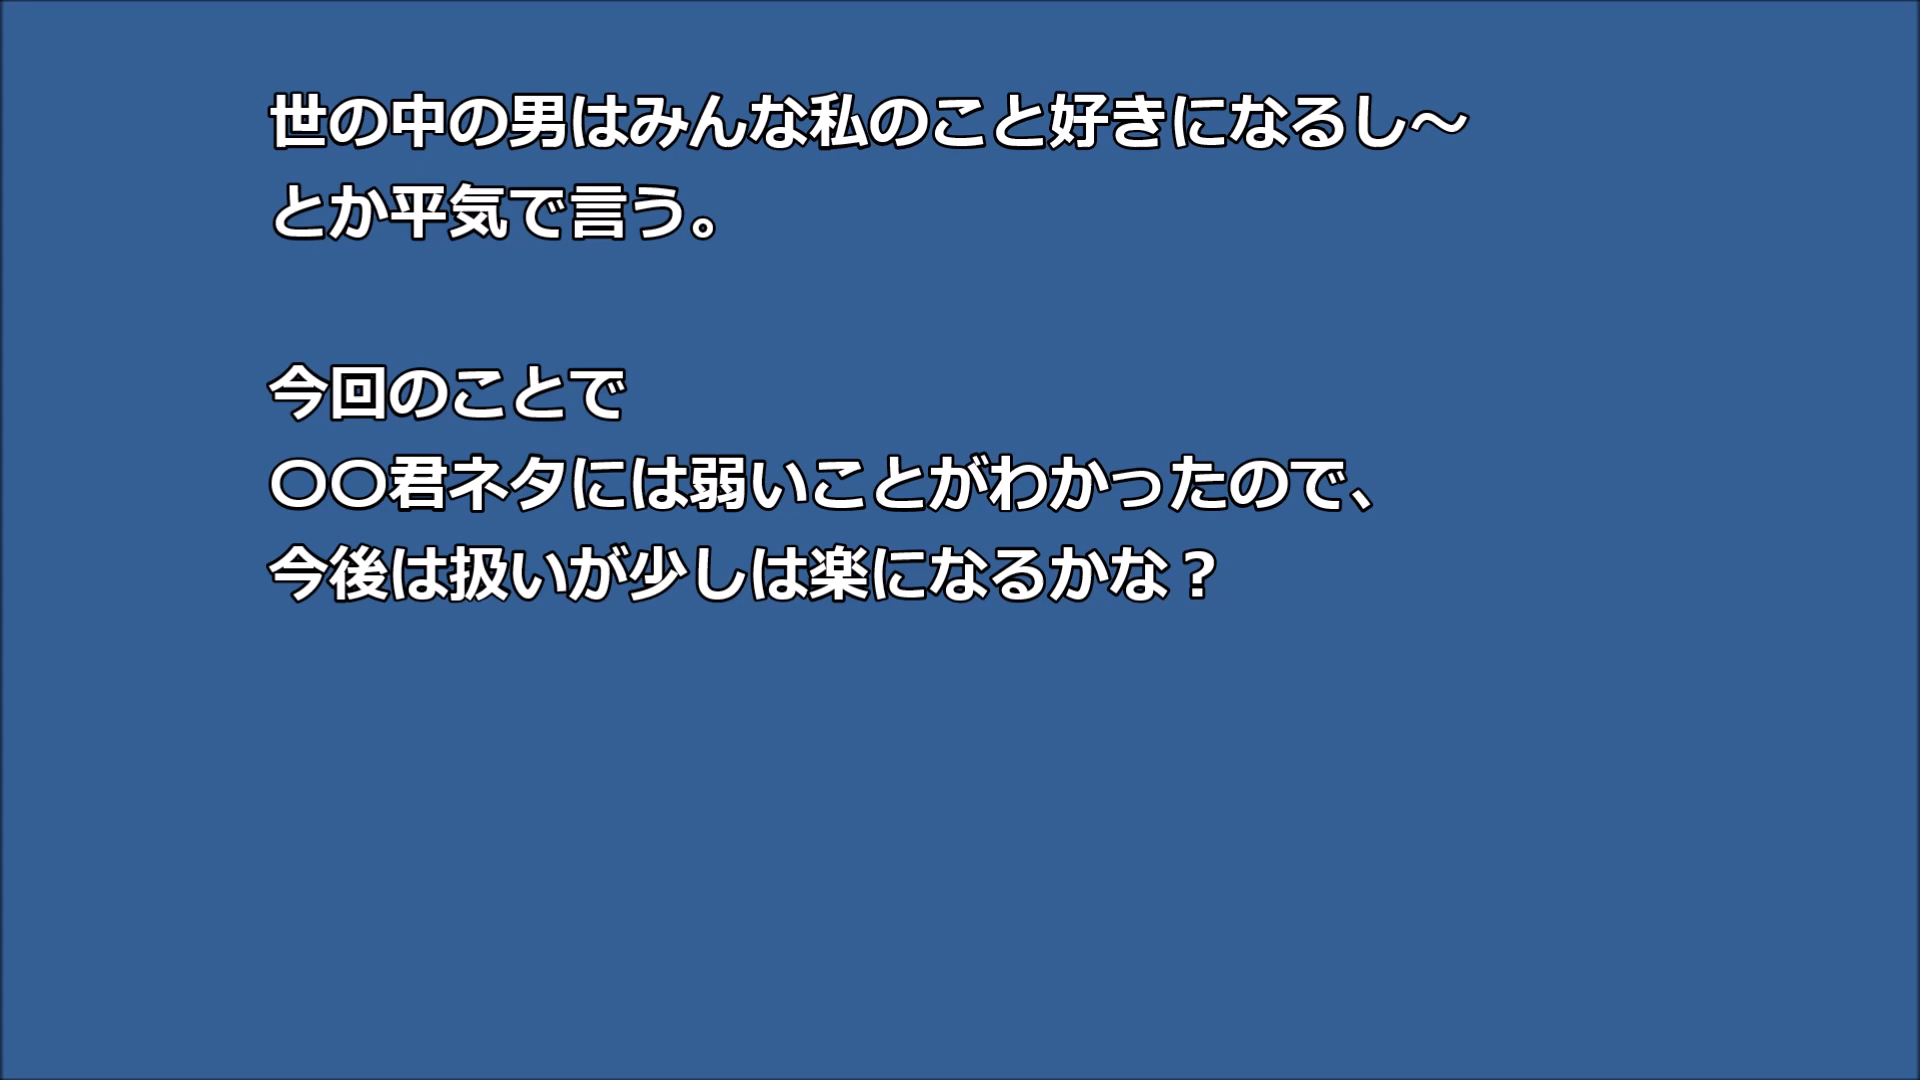 世の中の男はみんな私のこと好きになるし～
とか平気で言う。
今回のことで
〇〇君ネタには弱いことがわかったので、
今後は扱いが少しは楽になるかな？